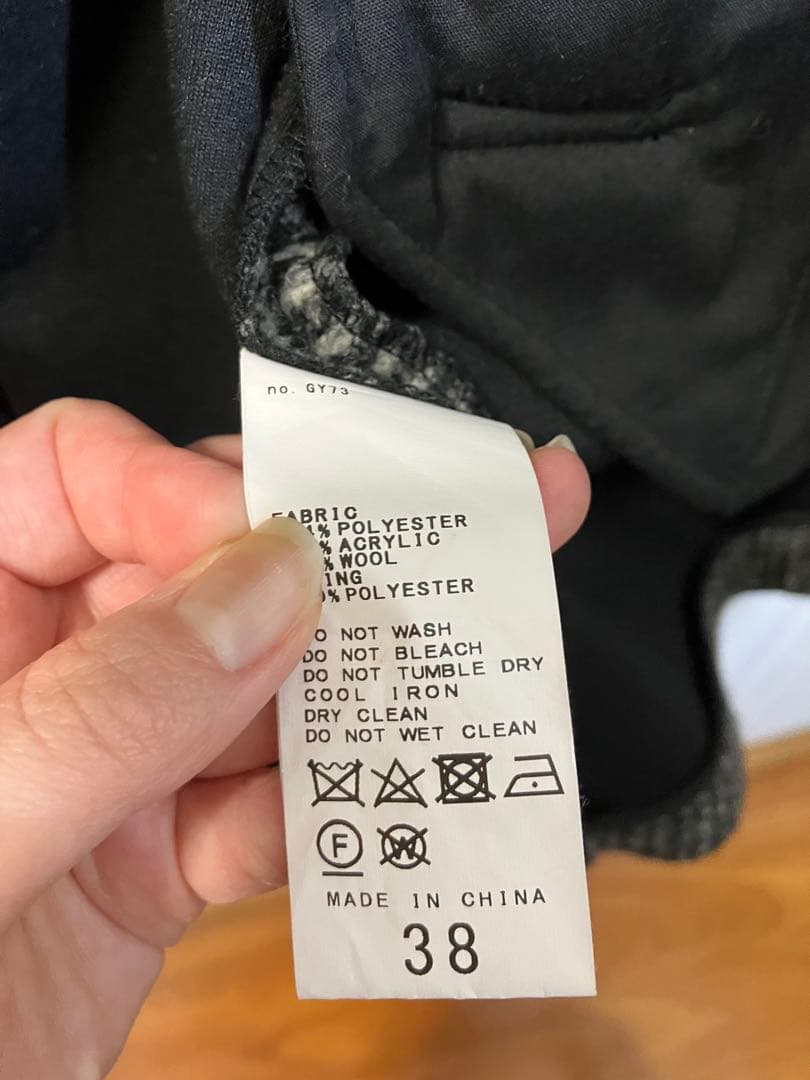 no. GY73
FABRIC
% POLYESTER
% ACRYLIC
% WOOL
% POLYESTER
DO NOT WASH
DO NOT BLEACH
DO NOT TUMBLE DRY
COOL IRON
DRY CLEAN
DO NOT WET CLEAN
F W
MADE IN CHINA
38